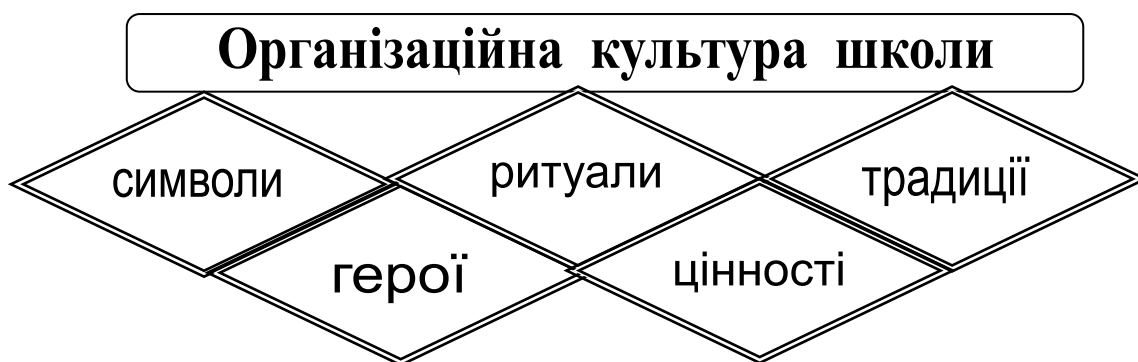 Організаційна культура школи
символи
ритуали
традиції
герої
цінності